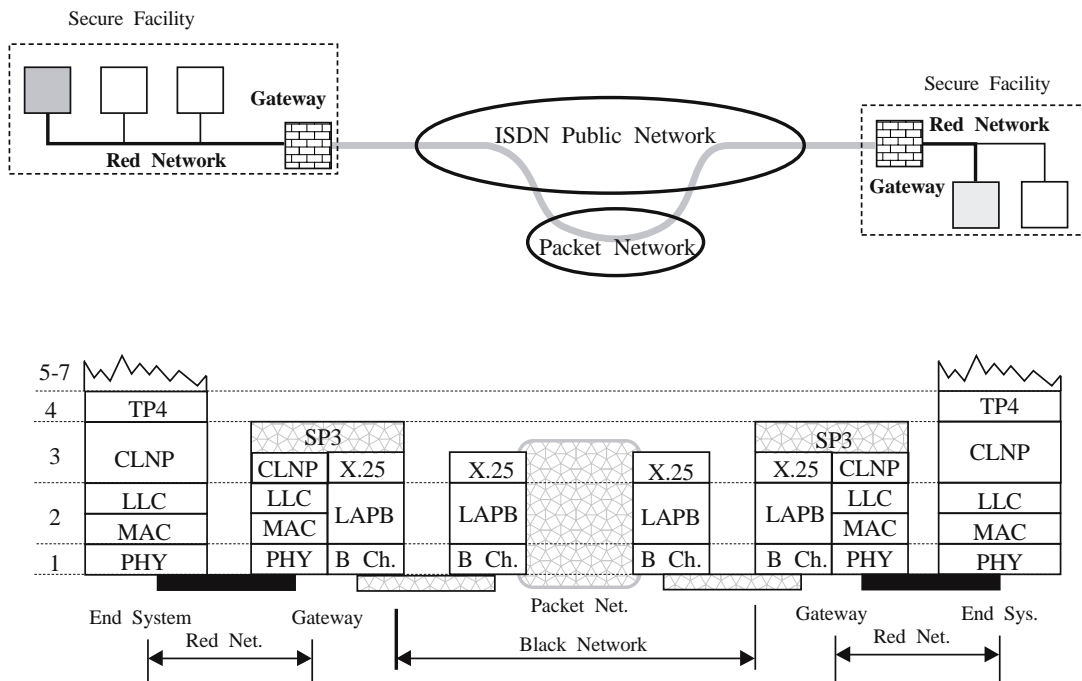 Secure Facility
Secure Facility
Gateway
ISDN Public Network
Red Network
Red Network
Gateway
Packet Network
5-7
4
TP4
TP4
SP3
SP3
3
CLNP
CLNP
X.25
X.25
X.25
X.25
CLNP
CLNP
2
LLC
LLC
LAPB
LAPB
LAPB
LAPB
LLC
LLC
MAC
MAC
MAC
MAC
1
PHY
PHY
B Ch.
B Ch.
B Ch.
B Ch.
PHY
PHY
End System
Gateway
Packet Net.
Gateway
End Sys.
Red Net.
Black Network
Red Net.